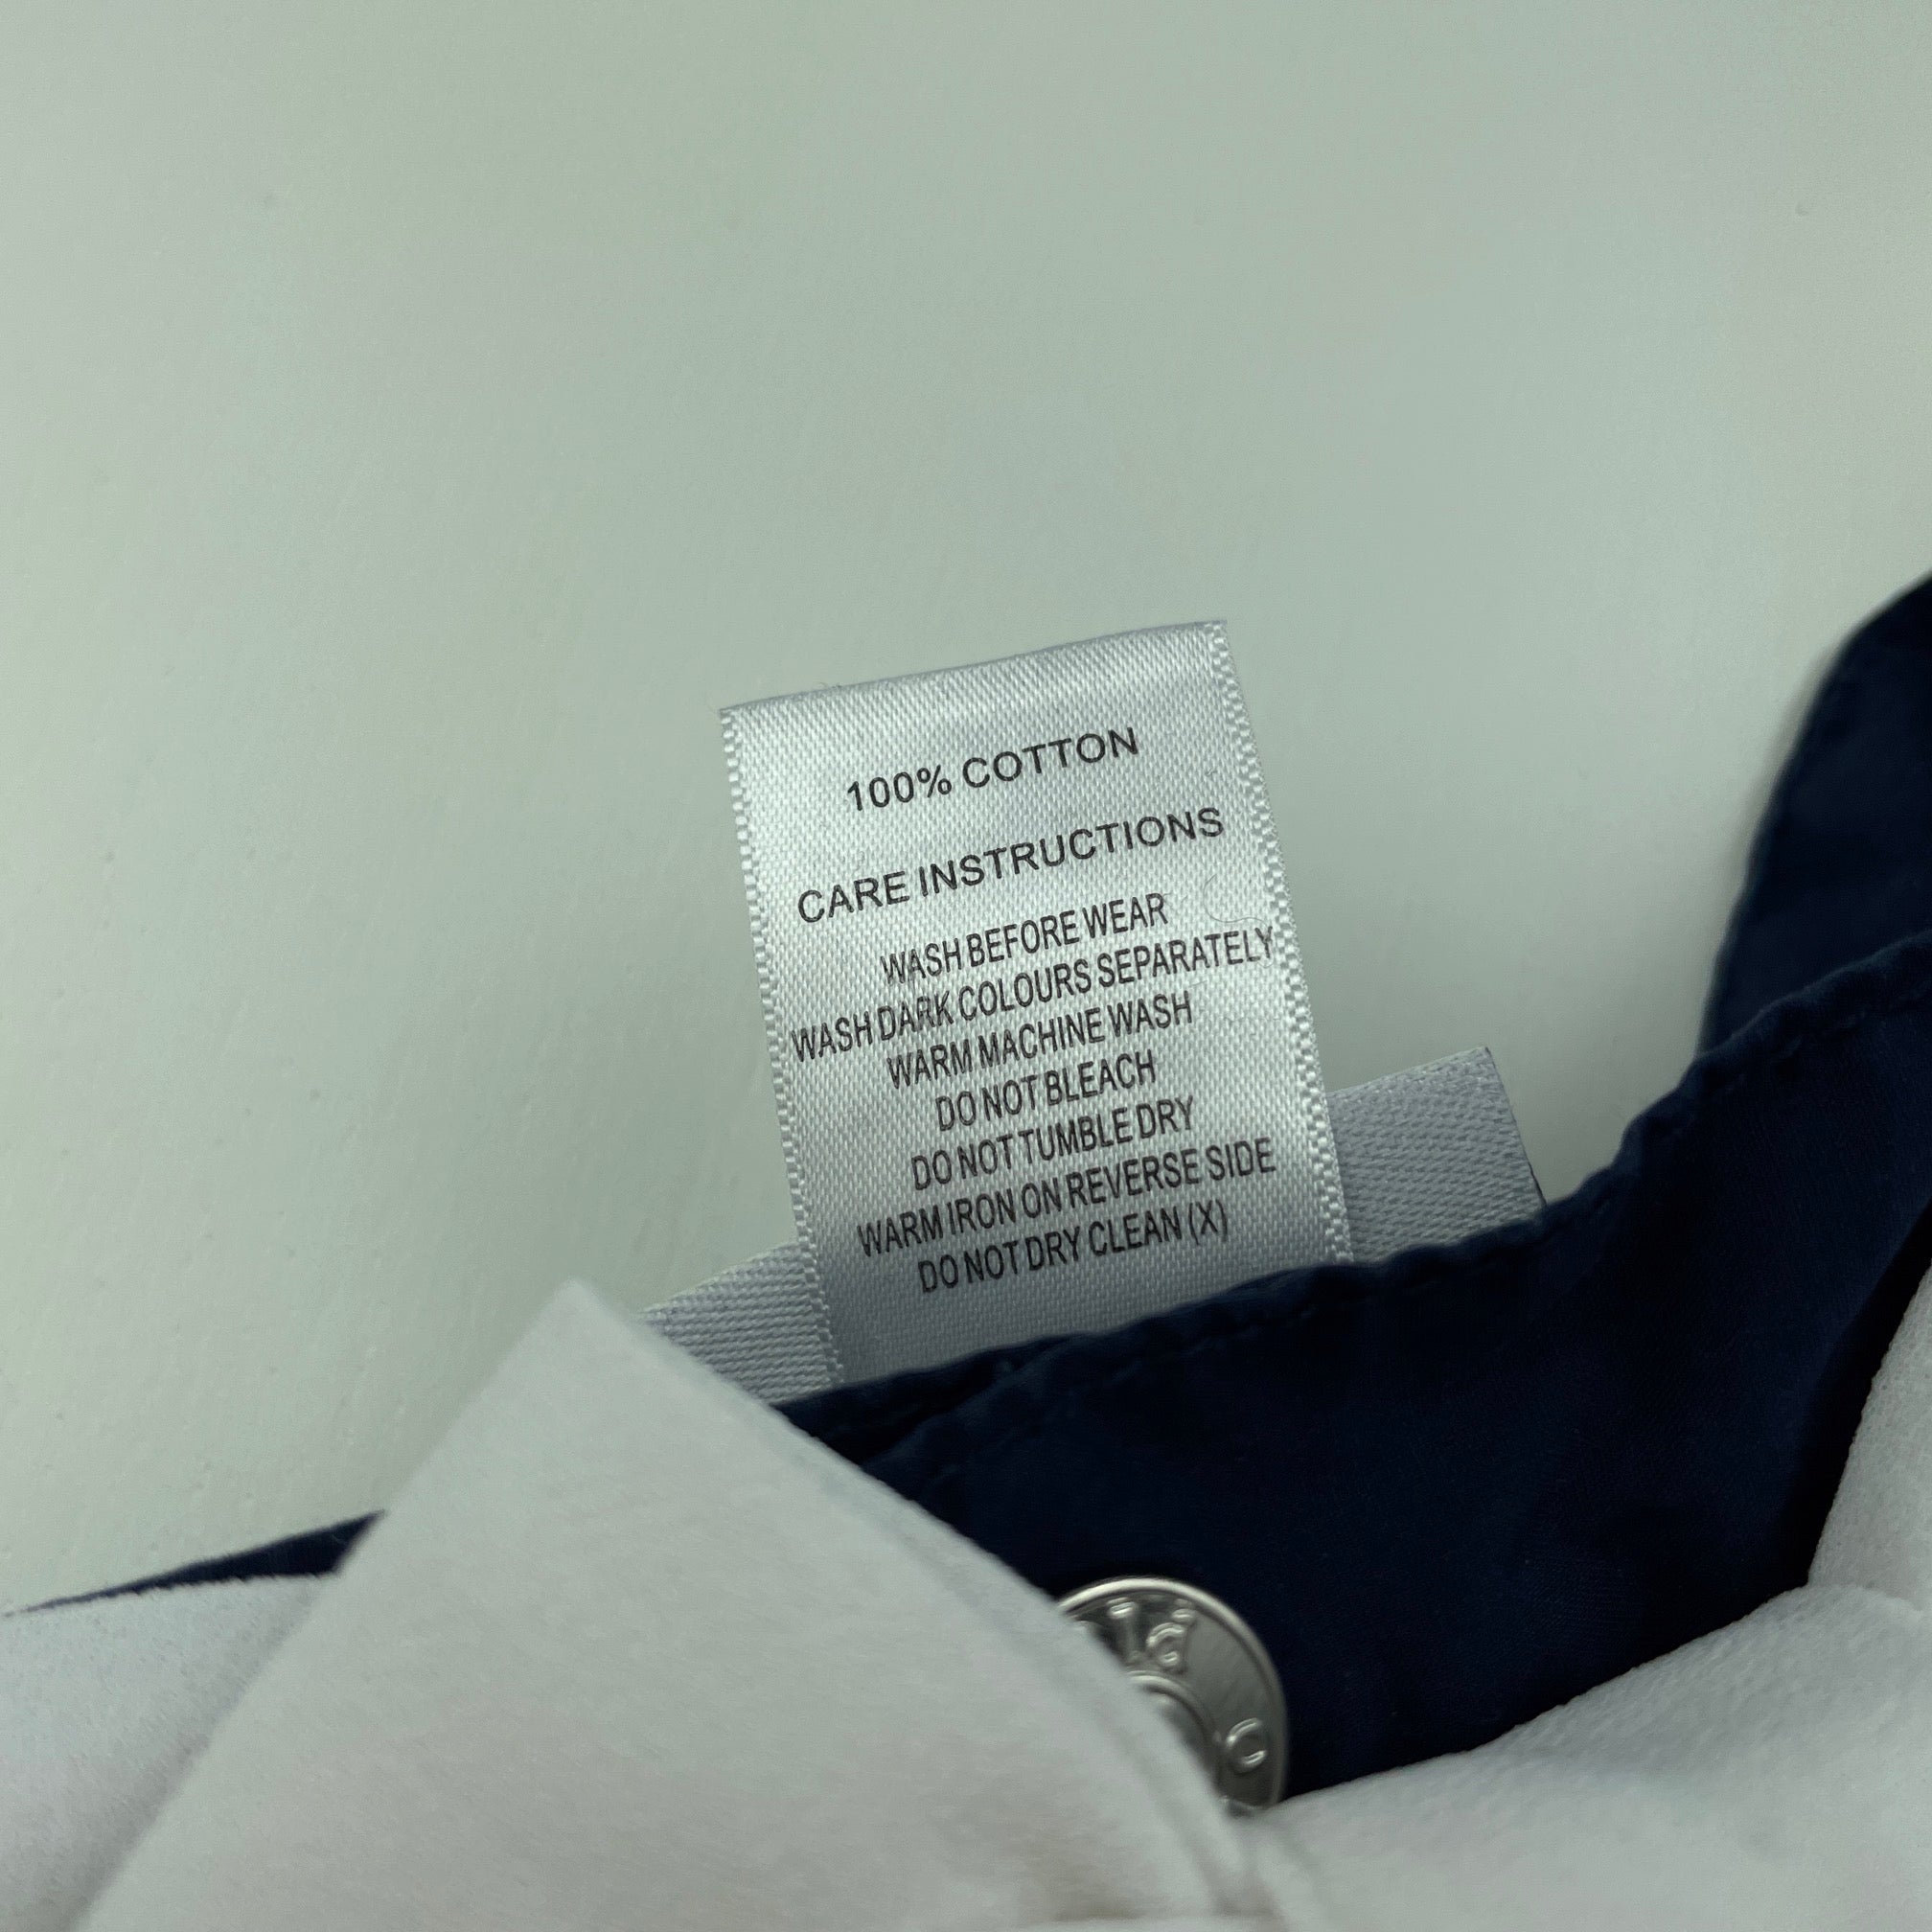 100% COTTON
CARE INSTRUCTIONS
WASH BEFORE WEAR
WASH DARK COLOURS SEPARATELY
WARM MACHINE WASH
DO NOT BLEACH
DO NOT TUMBLE DRY
WARM IRON ON REVERSE SIDE
DO NOT DRY CLEAN (X)